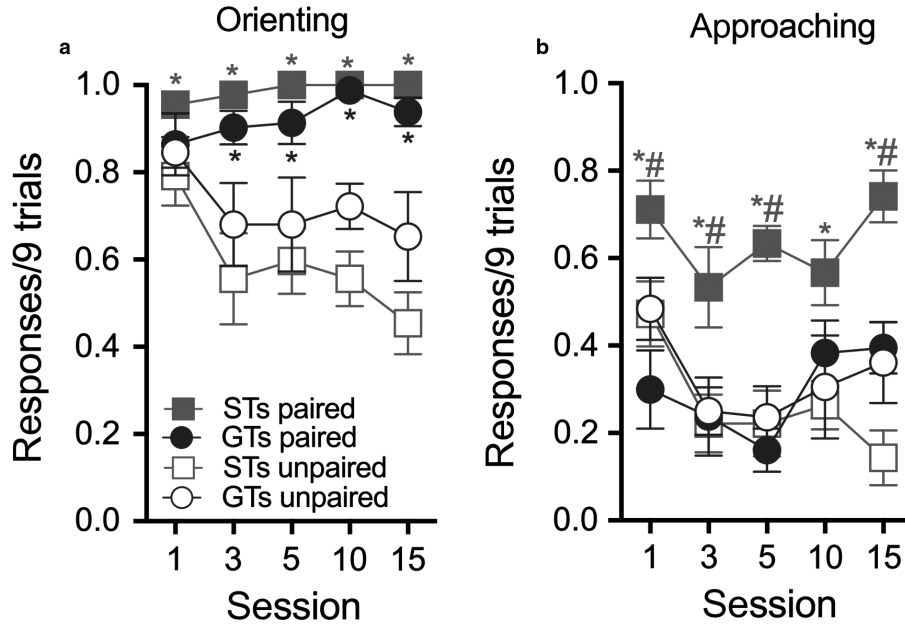 Orienting
a
* * * * *
1.0
0.8
0.6
0.4
0.2
0.0
* * * *
Responses/9 trials
STs paired
GTs paired
STs unpaired
GTs unpaired
1 3 5 10 15
Session
Approaching
b
1.0
0.8
0.6
0.4
0.2
0.0
*# *# *# * *#
Responses/9 trials
1 3 5 10 15
Session